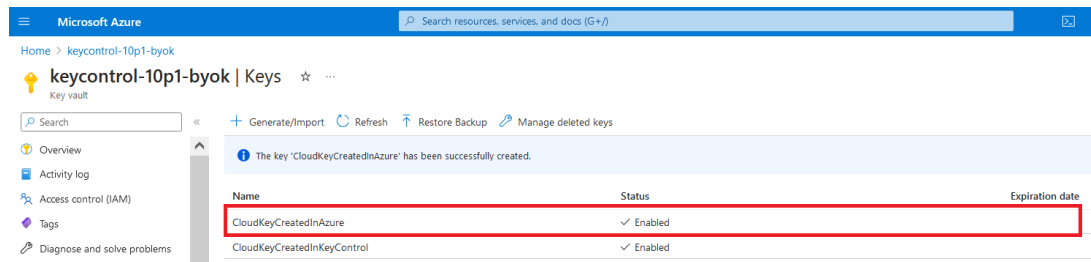 Microsoft Azure
Search resources, services, and docs (G+/)
Home > keycontrol-10p1-byok
keycontrol-10p1-byok | Keys
Key vault
Search
Generate/Import Refresh Restore Backup Manage deleted keys
Overview
The key 'CloudKeyCreatedInAzure' has been successfully created.
Activity log
Access control (IAM)
Name Status Expiration date
Tags
CloudKeyCreatedInAzure Enabled
Diagnose and solve problems
CloudKeyCreatedInKeyControl Enabled